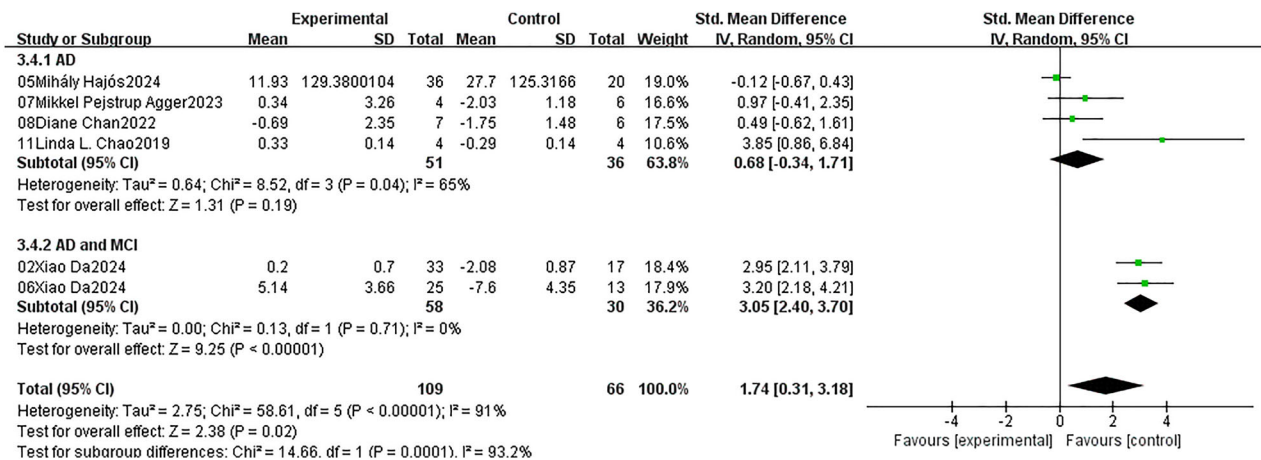 Experimental Control Std. Mean Difference Std. Mean Difference
Study or Subgroup Mean SD Total Mean SD Total Weight IV, Random, 95% CI IV, Random, 95% CI
3.4.1 AD
05Mihály Hajós2024 11.93 129.3800104 36 27.7 125.3166 20 19.0% -0.12 [-0.67, 0.43]
07Mikkel Pejstrup Agger2023 0.34 3.26 4 -2.03 1.18 6 16.6% 0.97 [-0.41, 2.35]
08Diane Chan2022 -0.69 2.35 7 -1.75 1.48 6 17.5% 0.49 [-0.62, 1.61]
11Linda L. Chao2019 0.33 0.14 4 -0.29 0.14 4 10.6% 3.85 [0.86, 6.84]
Subtotal (95% CI) 51 36 63.8% 0.68 [-0.34, 1.71]
Heterogeneity: Tau² = 0.64; Chi² = 8.52, df = 3 (P = 0.04); I² = 65%
Test for overall effect: Z = 1.31 (P = 0.19)
3.4.2 AD and MCI
02Xiao Da2024 0.2 0.7 33 -2.08 0.87 17 18.4% 2.95 [2.11, 3.79]
06Xiao Da2024 5.14 3.66 25 -7.6 4.35 13 17.9% 3.20 [2.18, 4.21]
Subtotal (95% CI) 58 30 36.2% 3.05 [2.40, 3.70]
Heterogeneity: Tau² = 0.00; Chi² = 0.13, df = 1 (P = 0.71); I² = 0%
Test for overall effect: Z = 9.25 (P < 0.00001)
Total (95% CI) 109 66 100.0% 1.74 [0.31, 3.18]
Heterogeneity: Tau² = 2.75; Chi² = 58.61, df = 5 (P < 0.00001); I² = 91%
Test for overall effect: Z = 2.38 (P = 0.02)
Test for subgroup differences: Chi² = 14.66, df = 1 (P = 0.0001), I² = 93.2%
-4 -2 0 2 4
Favours [experimental] Favours [control]